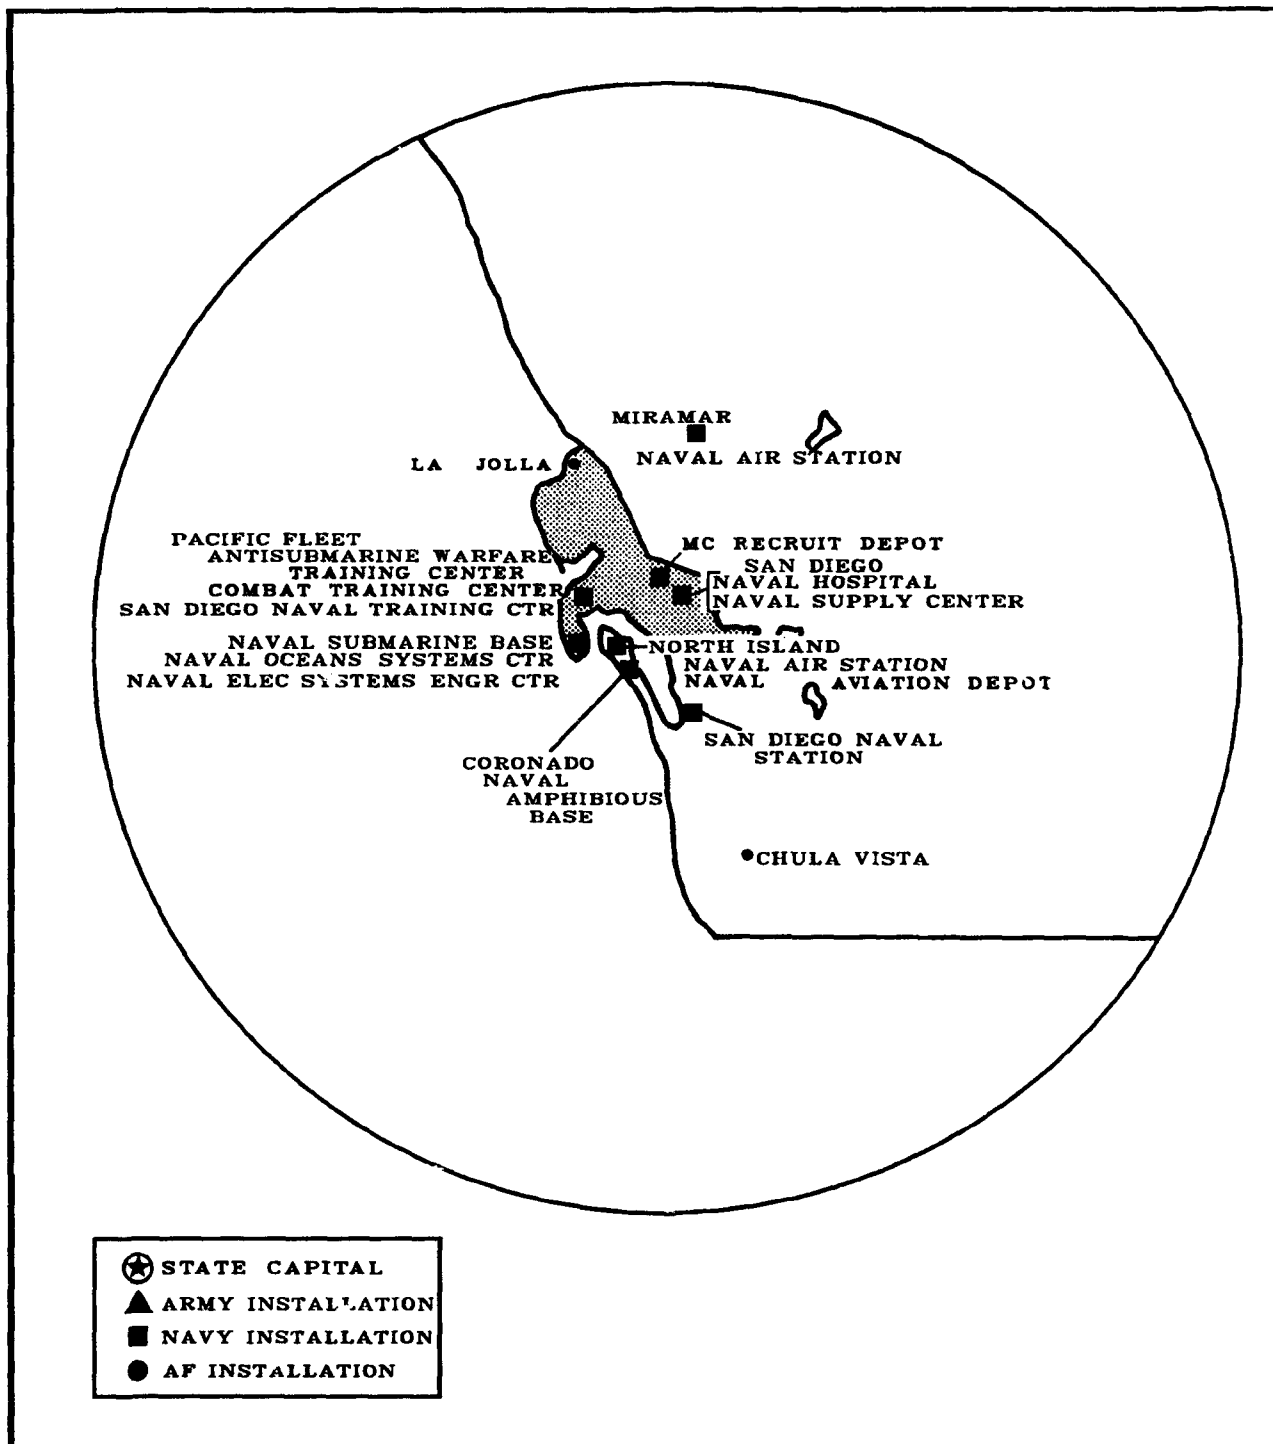 MIRAMAR
NAVAL AIR STATION
LA JOLLA
PACIFIC FLEET
ANTISUBMARINE WARFARE
TRAINING CENTER
COMBAT TRAINING CENTER
SAN DIEGO NAVAL TRAINING CTR
MC RECRUIT DEPOT
SAN DIEGO
NAVAL HOSPITAL
NAVAL SUPPLY CENTER
NAVAL SUBMARINE BASE
NAVAL OCEANS SYSTEMS CTR
NAVAL ELEC SYSTEMS ENGR CTR
NORTH ISLAND
NAVAL AIR STATION
NAVAL AVIATION DEPOT
SAN DIEGO NAVAL
STATION
CORONADO
NAVAL
AMPHIBIOUS
BASE
CHULA VISTA
STATE CAPITAL
ARMY INSTALLATION
NAVY INSTALLATION
AF INSTALLATION